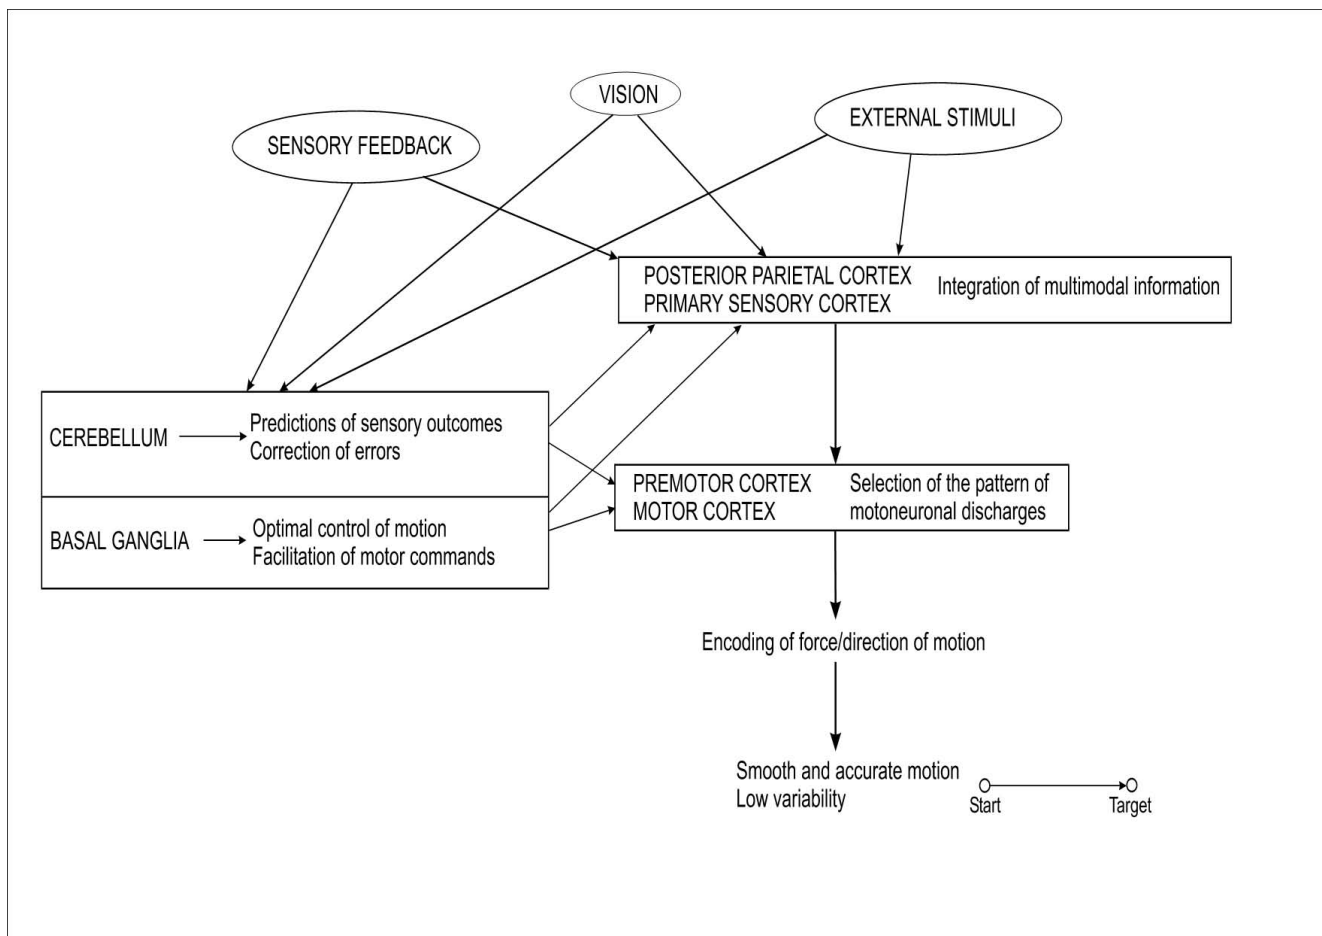 VISION
EXTERNAL STIMULI
SENSORY FEEDBACK
POSTERIOR PARIETAL CORTEX
PRIMARY SENSORY CORTEX
Integration of multimodal information
CEREBELLUM
Predictions of sensory outcomes
Correction of errors
BASAL GANGLIA
Optimal control of motion
Facilitation of motor commands
PREMOTOR CORTEX
MOTOR CORTEX
Selection of the pattern of
motoneuronal discharges
Encoding of force/direction of motion
Smooth and accurate motion
Low variability
Start
Target